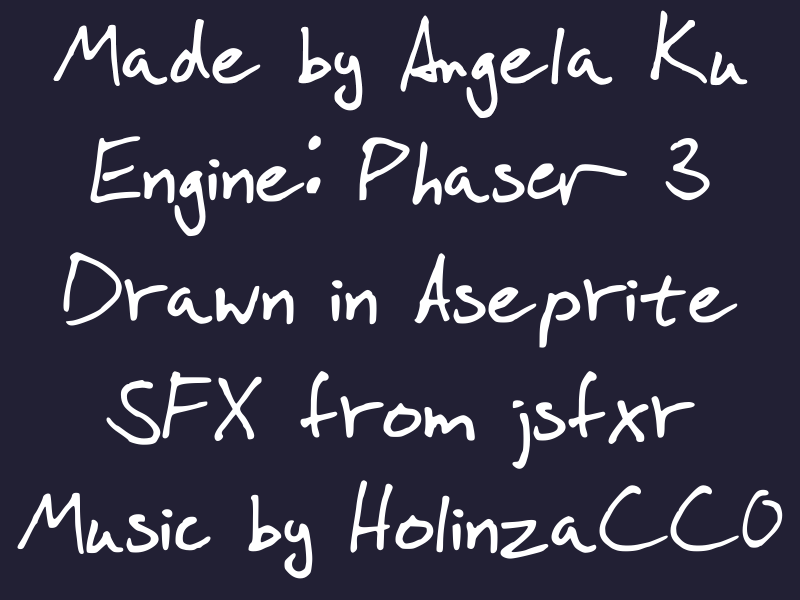 Made by Angela Ku
Engine: Phaser 3
Drawn in Aseprite
SFX from jsfxr
Music by HolinzaCC0